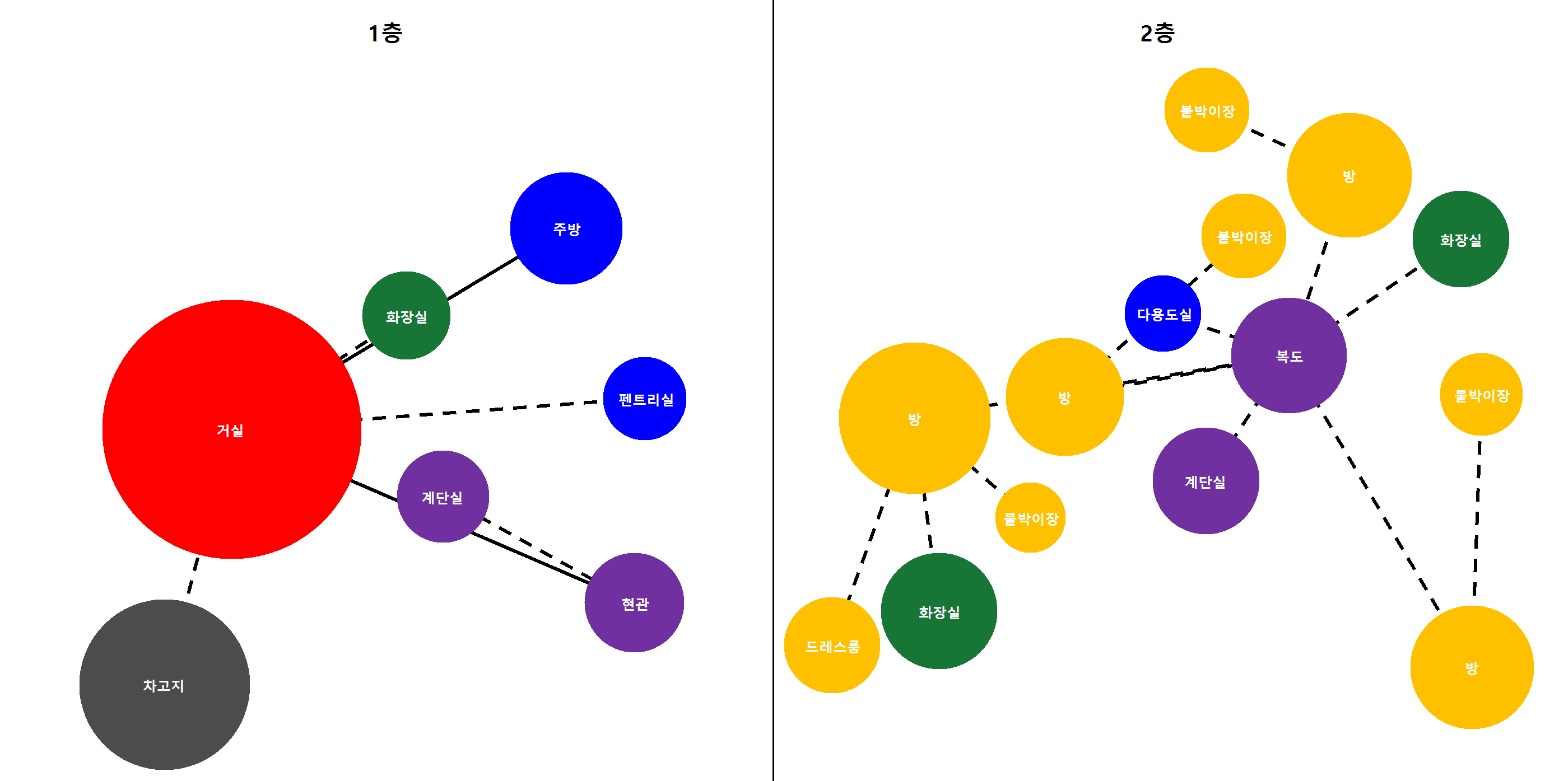 1층
주방
화장실
펜트리실
거실
계단실
현관
차고지
2층
붙박이장
방
붙박이장
화장실
다용도실
복도
방
방
붙박이장
계단실
붙박이장
화장실
드레스룸
방